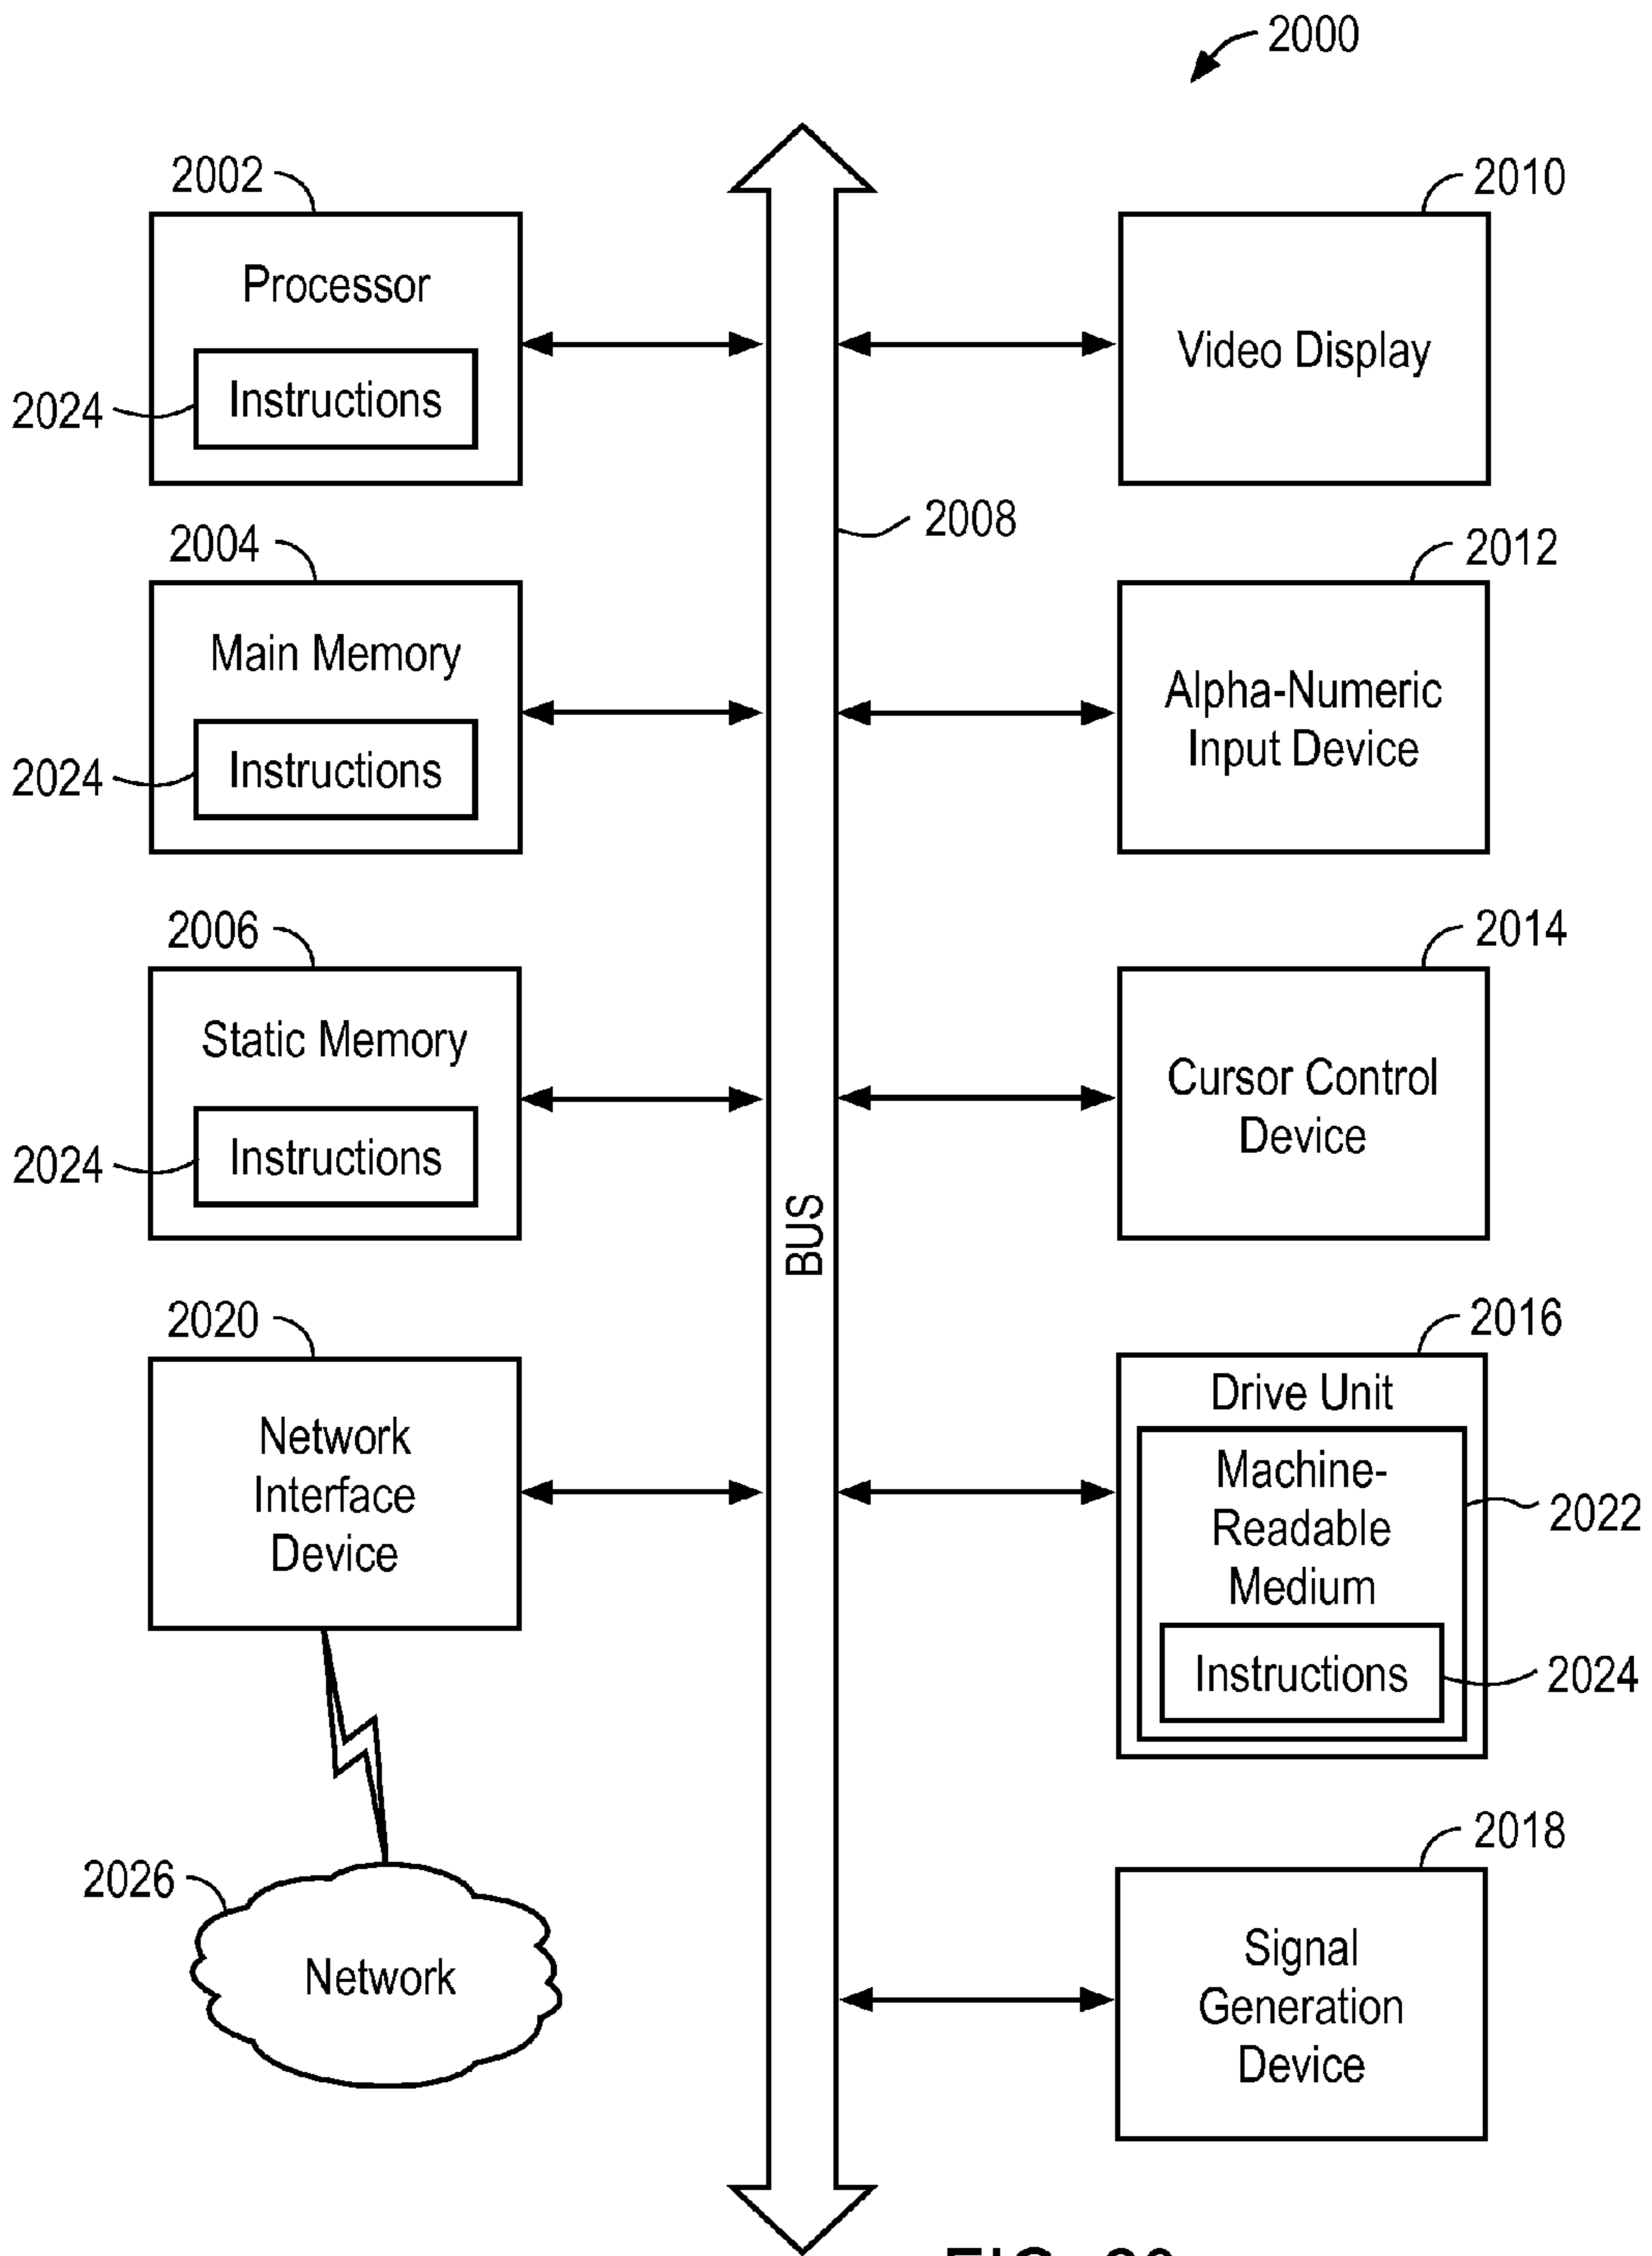 2000
2002
Processor
2024
Instructions
2004
Main Memory
2024
Instructions
2006
Static Memory
2024
Instructions
2020
Network
Interface
Device
2026
Network
2008
BUS
2010
Video Display
2012
Alpha-Numeric
Input Device
2014
Cursor Control
Device
2016
Drive Unit
Machine-
Readable
Medium
2022
Instructions
2024
2018
Signal
Generation
Device